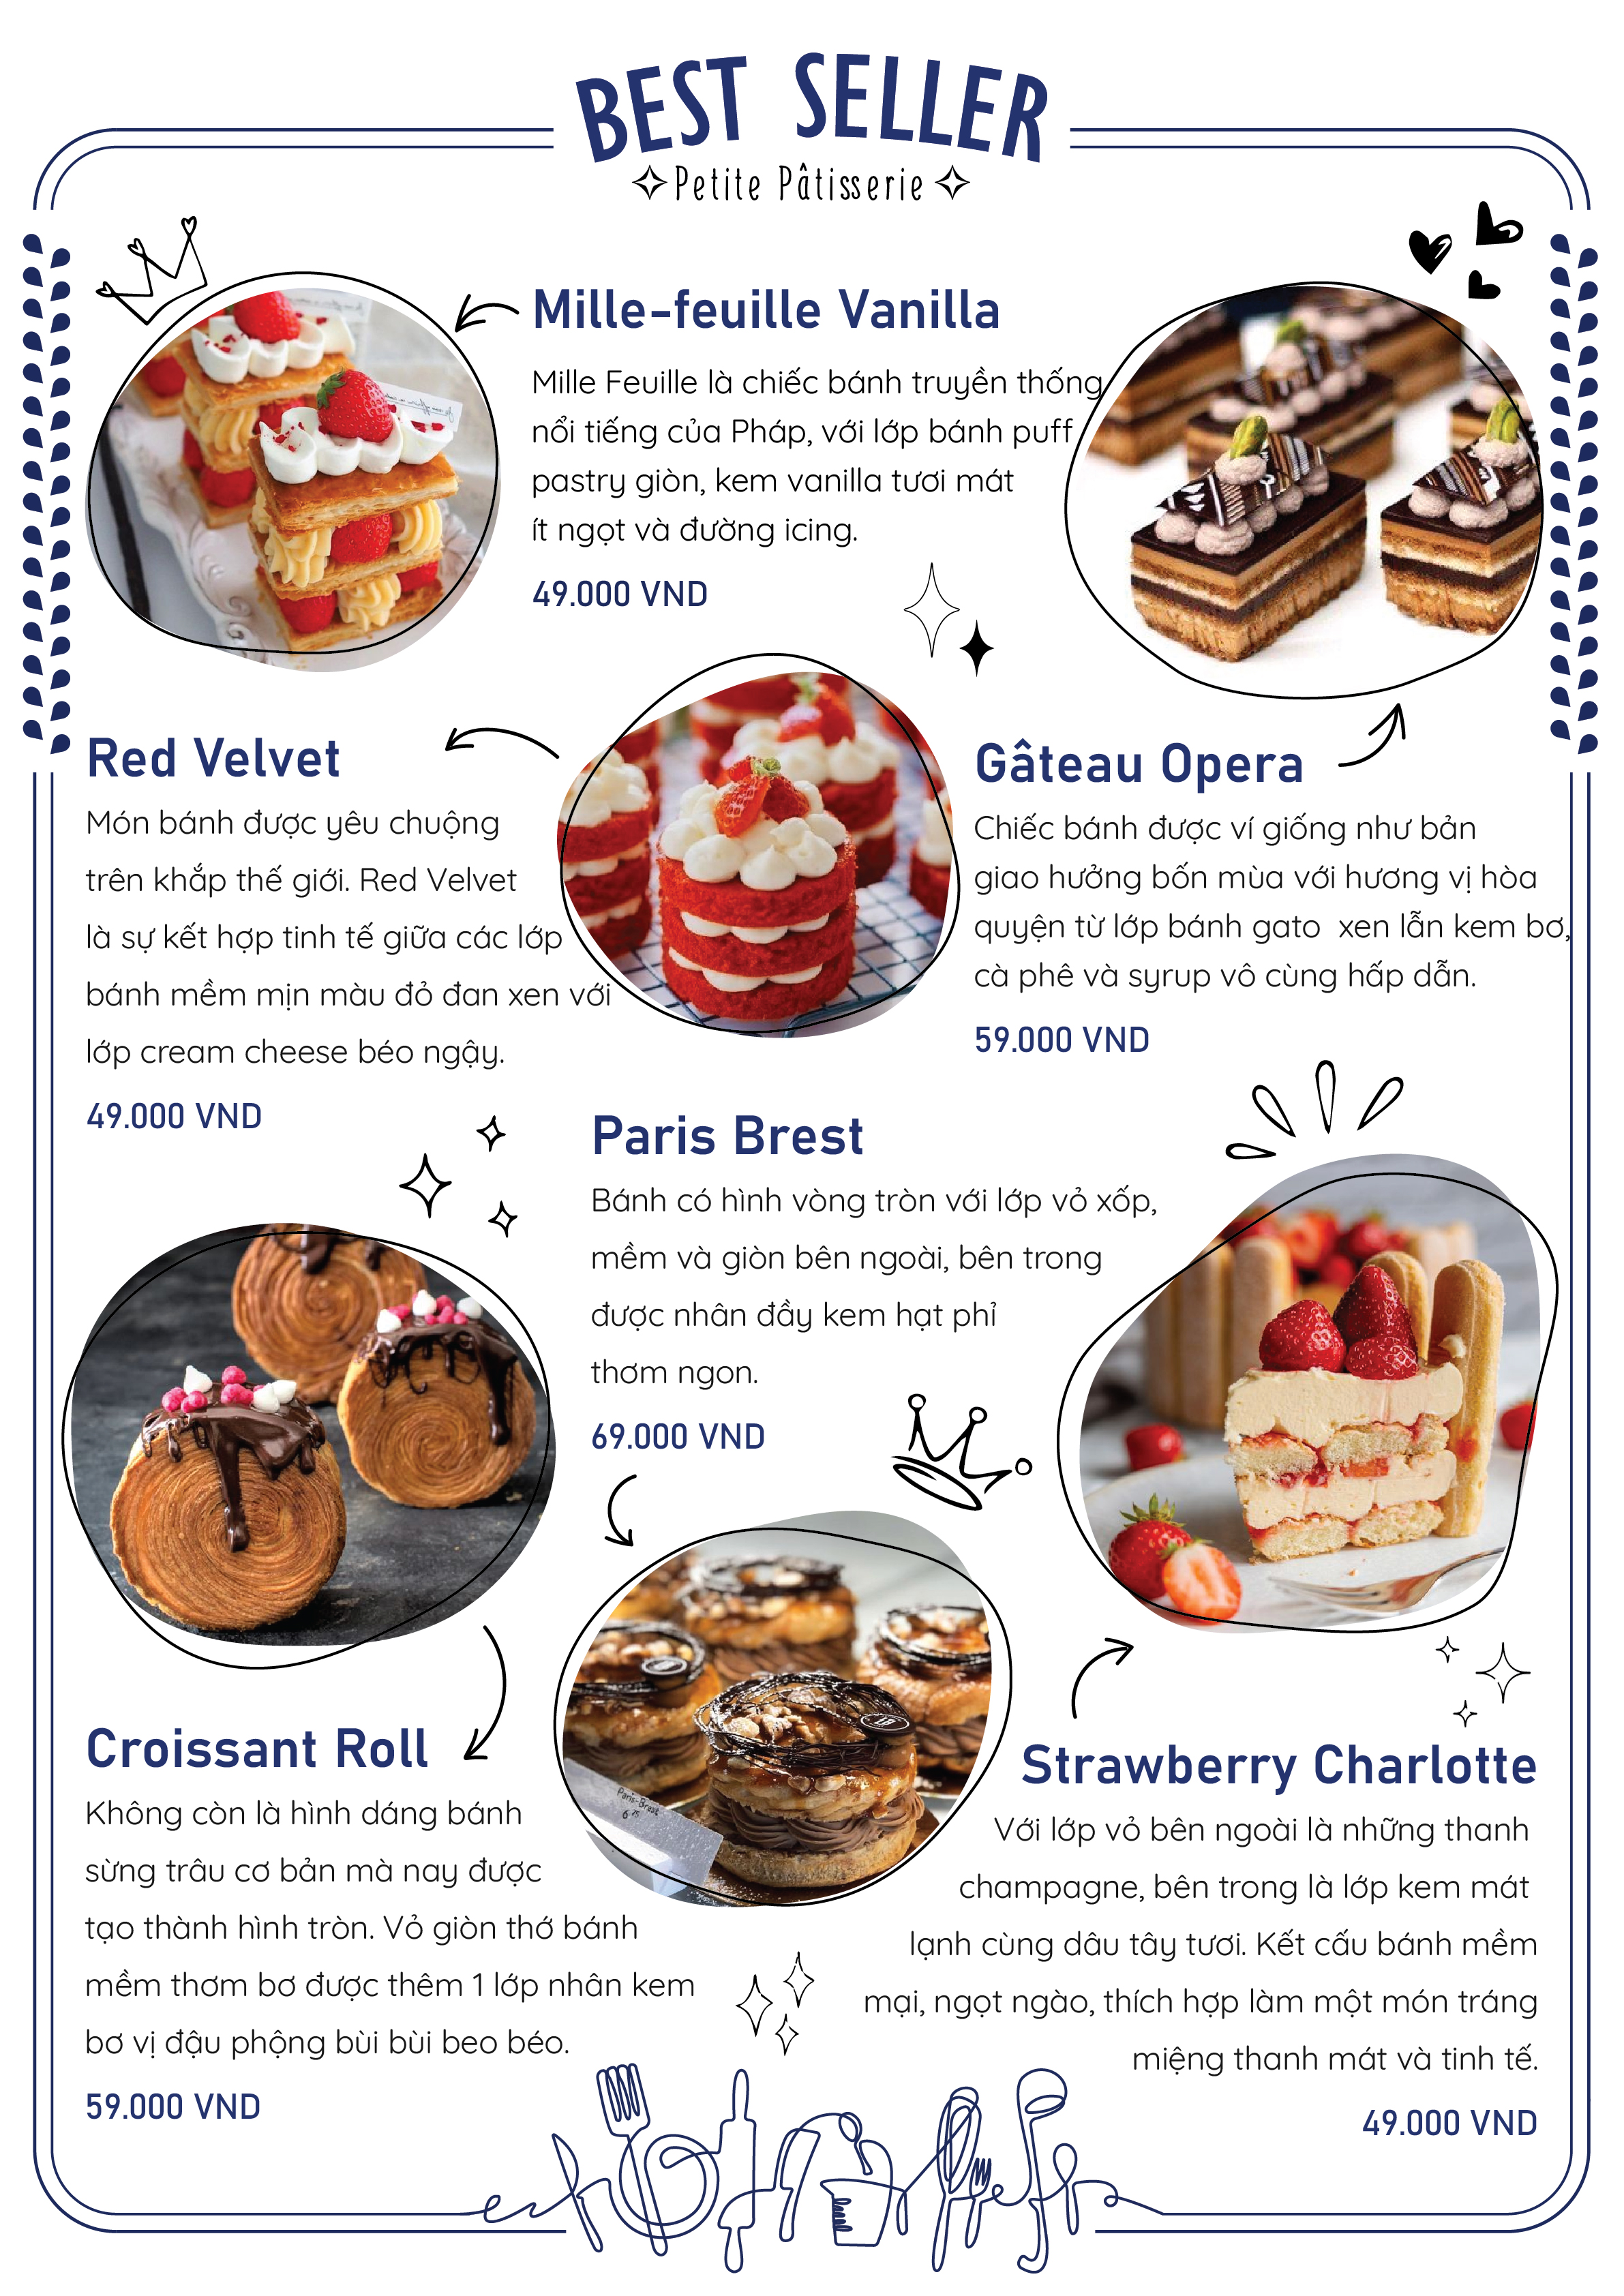 BEST SELLER
Petite Pâtisserie
Mille-feuille Vanilla
Mille Feuille là chiếc bánh truyền thống
nổi tiếng của Pháp, với lớp bánh puff
pastry giòn, kem vanilla tươi mát
ít ngọt và đường icing.
49.000 VND
Red Velvet
Món bánh được yêu chuộng
trên khắp thế giới. Red Velvet
là sự kết hợp tinh tế giữa các lớp
bánh mềm mịn màu đỏ đan xen với
lớp cream cheese béo ngậy.
49.000 VND
Gâteau Opera
Chiếc bánh được ví giống như bản
giao hưởng bốn mùa với hương vị hòa
quyện từ lớp bánh gato xen lẫn kem bơ,
cà phê và syrup vô cùng hấp dẫn.
59.000 VND
Paris Brest
Bánh có hình vòng tròn với lớp vỏ xốp,
mềm và giòn bên ngoài, bên trong
được nhân đầy kem hạt phỉ
thơm ngon.
69.000 VND
Paris-Brest
Croissant Roll
Không còn là hình dáng bánh
sừng trâu cơ bản mà nay được
tạo thành hình tròn. Vỏ giòn thớ bánh
mềm thơm bơ được thêm 1 lớp nhân kem
bơ vị đậu phộng bùi bùi beo béo.
59.000 VND
Strawberry Charlotte
Với lớp vỏ bên ngoài là những thanh
champagne, bên trong là lớp kem mát
lạnh cùng dâu tây tươi. Kết cấu bánh mềm
mại, ngọt ngào, thích hợp làm một món tráng
miệng thanh mát và tinh tế.
49.000 VND